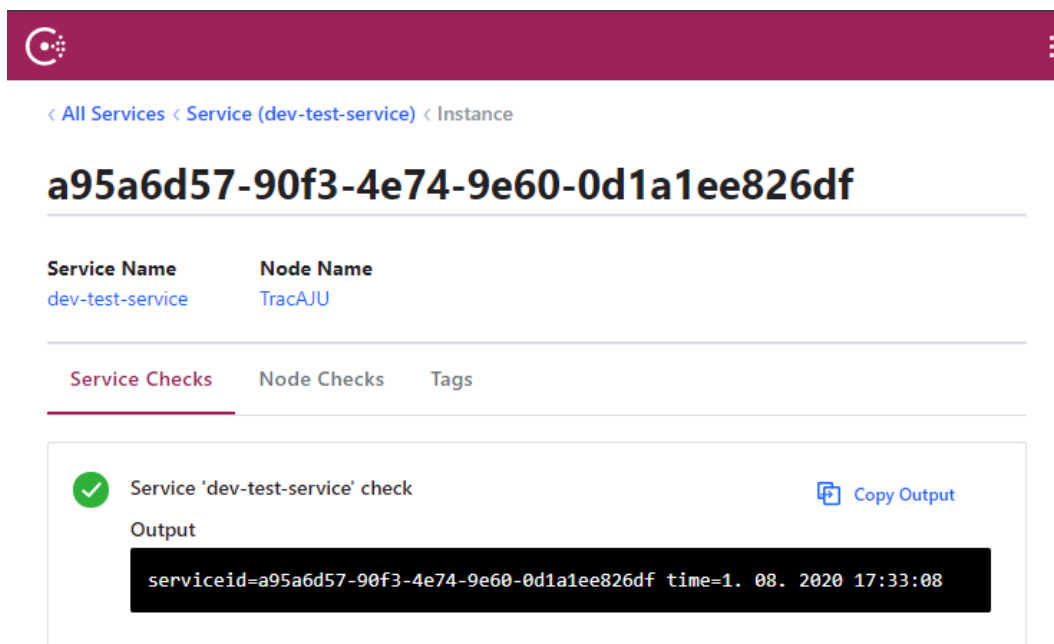 < All Services < Service (dev-test-service) < Instance
a95a6d57-90f3-4e74-9e60-0d1a1ee826df
Service Name Node Name
dev-test-service TracAJU
Service Checks Node Checks Tags
Service 'dev-test-service' check Copy Output
Output
serviceid=a95a6d57-90f3-4e74-9e60-0d1a1ee826df time=1. 08. 2020 17:33:08